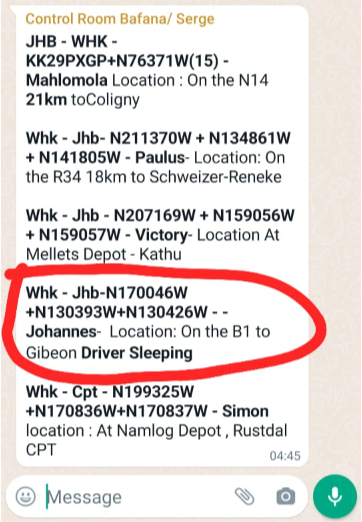 Control Room Bafana/ Serge
JHB - WHK -
KK29PXGP+N76371W(15) -
Mahlomola Location : On the N14
21km toColigny
Whk - Jhb- N211370W + N134861W
+ N141805W - Paulus- Location: On
the R34 18km to Schweizer-Reneke
Whk - Jhb - N207169W + N159056W
+ N159057W - Victory- Location At
Mellets Depot - Kathu
Whk - Jhb-N170046W
+N130393W+N130426W - -
Johannes-  Location: On the B1 to
Gibeon Driver Sleeping
Whk - Cpt - N199325W
+N170836W+N170837W - Simon
location : At Namlog Depot , Rustdal
CPT
04:45
Message